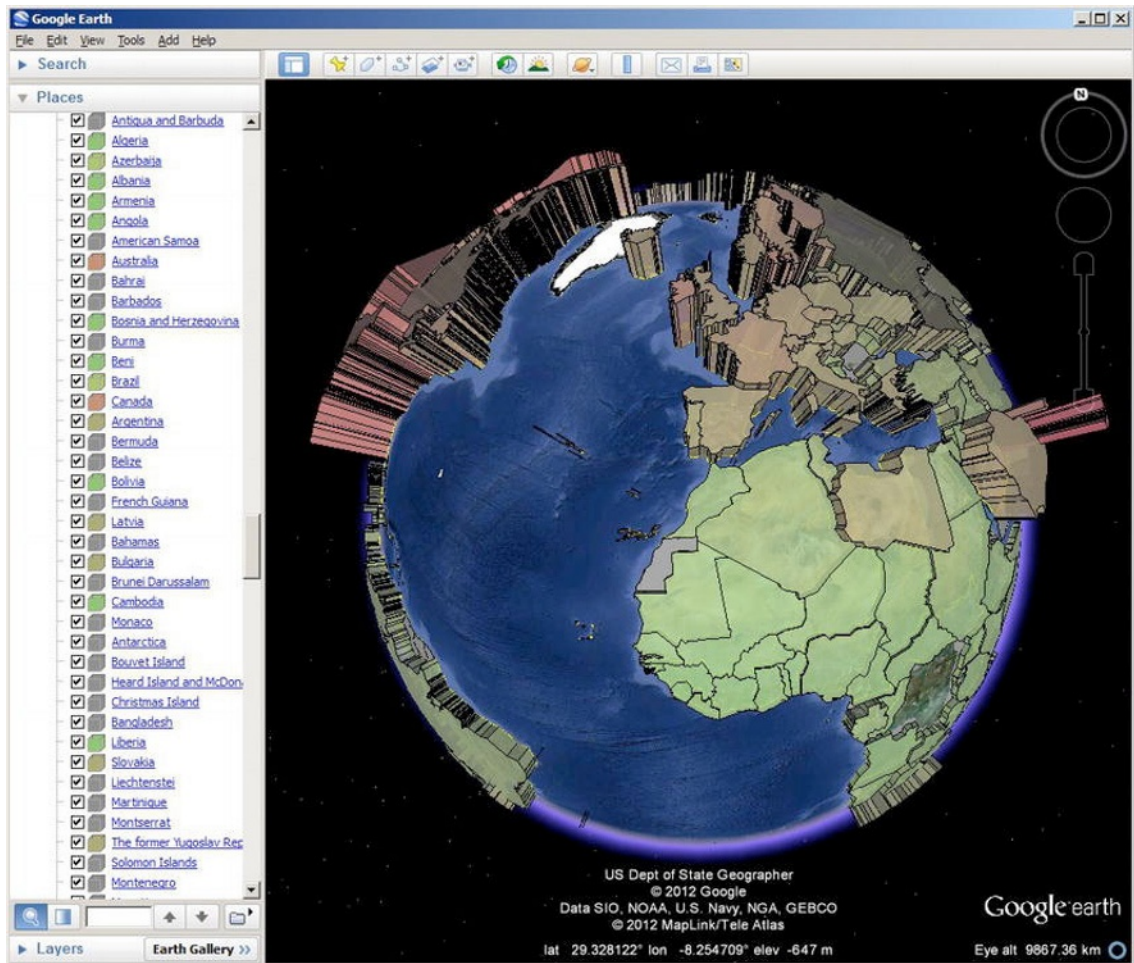 Google Earth
File Edit View Tools Add Help
Search
Places
Antigua and Barbuda
Algeria
Azerbaija
Albania
Armenia
Angola
American Samoa
Australia
Bahrai
Barbados
Bosnia and Herzegovina
Burma
Beni
Brazil
Canada
Argentina
Bermuda
Belize
Bolivia
French Guiana
Latvia
Bahamas
Bulgaria
Brunei Darussalam
Cambodia
Monaco
Antarctica
Bouvet Island
Heard Island and McDona
Christmas Island
Bangladesh
Liberia
Slovakia
Liechtenstei
Martinique
Montserrat
The former Yugoslav Rep
Solomon Islands
Montenegro
Layers
Earth Gallery >>
N
US Dept of State Geographer
© 2012 Google
Data SIO, NOAA, U.S. Navy, NGA, GEBCO
© 2012 MapLink/Tele Atlas
Google earth
lat 29.328122° lon -8.254709° elev -647 m
Eye alt 9867.36 km